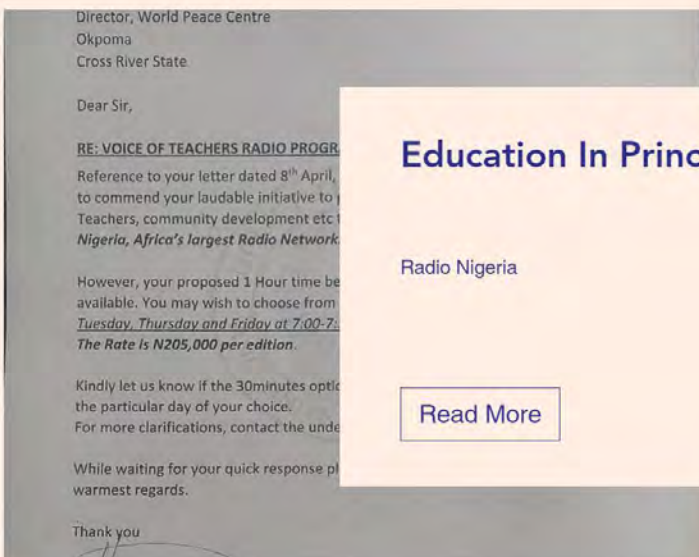 Director, World Peace Centre
Okpoma
Cross River State
Dear Sir,
RE: VOICE OF TEACHERS RADIO PROGR
Reference to your letter dated 8th April,
to commend your laudable initiative to
Teachers, community development etc
Nigeria, Africa's largest Radio Network
However, your proposed 1 Hour time be
available. You may wish to choose from
Tuesday, Thursday and Friday at 7:00-7:
The Rate is N205,000 per edition.
Kindly let us know if the 30minutes optio
the particular day of your choice.
For more clarifications, contact the unde
While waiting for your quick response pl
warmest regards.
Thank you
Education In Princ
Radio Nigeria
Read More